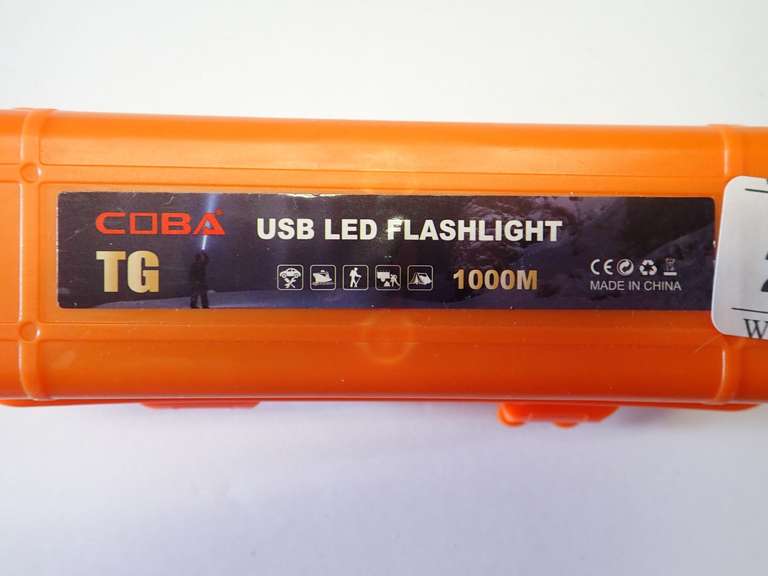 COBA
USB LED FLASHLIGHT
TG
1000M
CE
MADE IN CHINA
W